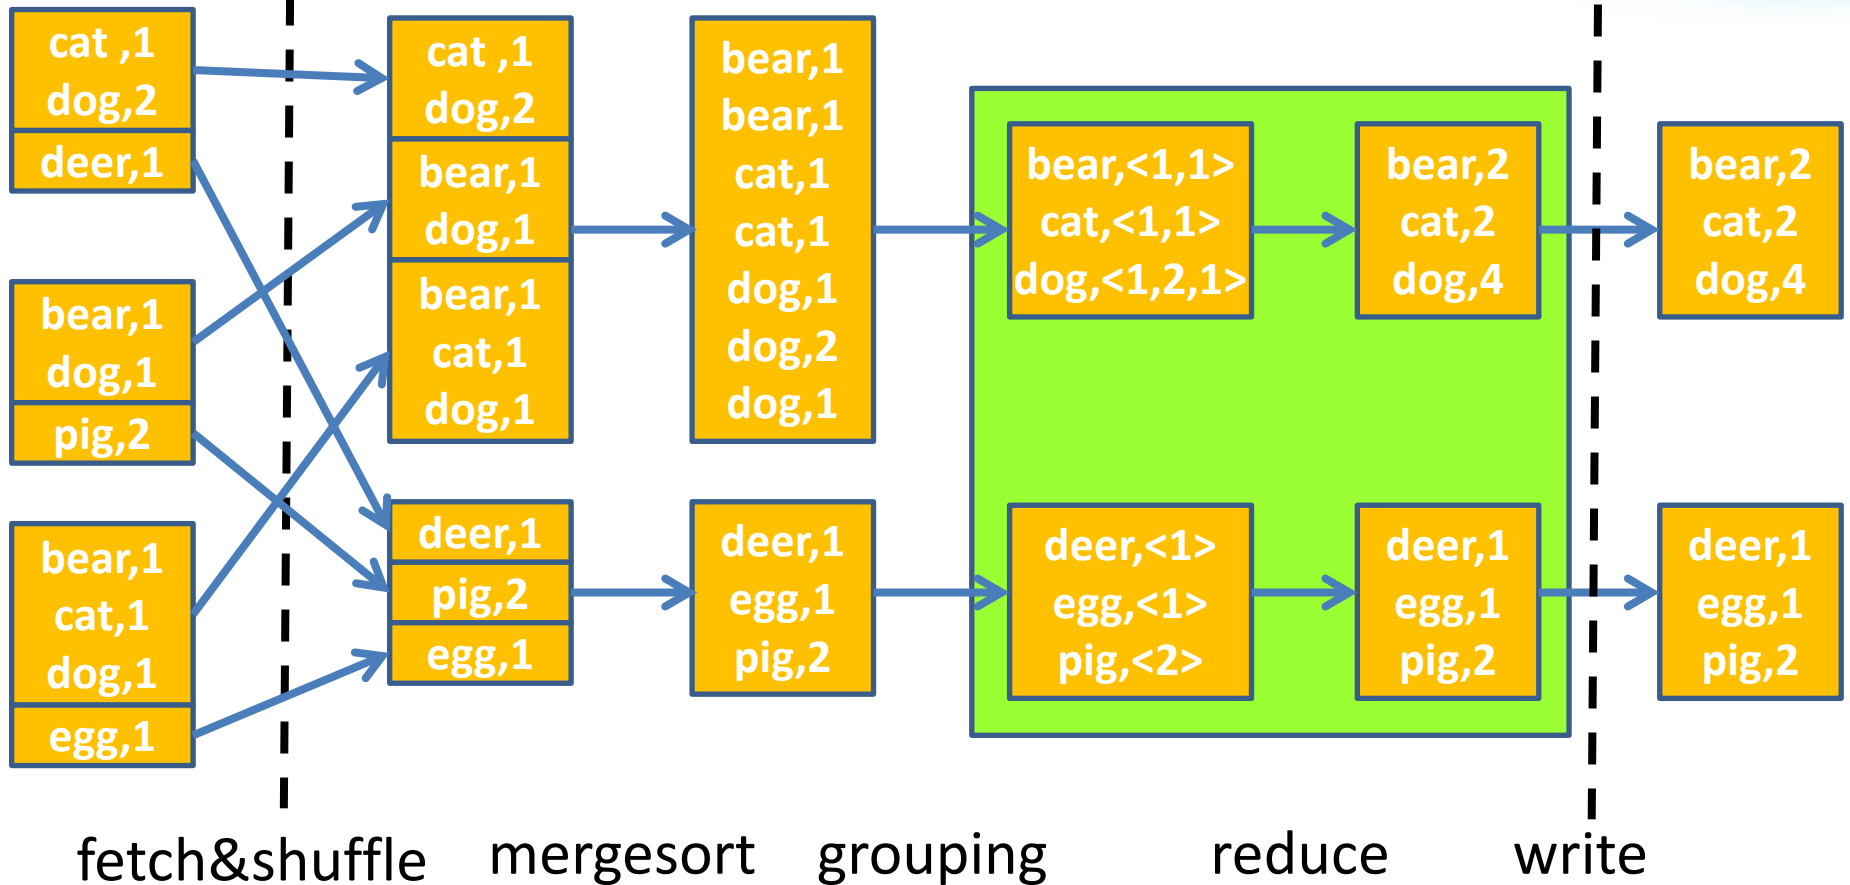 cat ,1
dog,2
deer,1
bear,1
dog,1
pig,2
bear,1
cat,1
dog,1
egg,1
cat ,1
dog,2
bear,1
dog,1
bear,1
cat,1
dog,1
deer,1
pig,2
egg,1
bear,1
bear,1
cat,1
cat,1
dog,1
dog,2
dog,1
deer,1
egg,1
pig,2
bear,<1,1>
cat,<1,1>
dog,<1,2,1>
deer,<1>
egg,<1>
pig,<2>
bear,2
cat,2
dog,4
deer,1
egg,1
pig,2
bear,2
cat,2
dog,4
deer,1
egg,1
pig,2
fetch&shuffle
mergesort
grouping
reduce
write